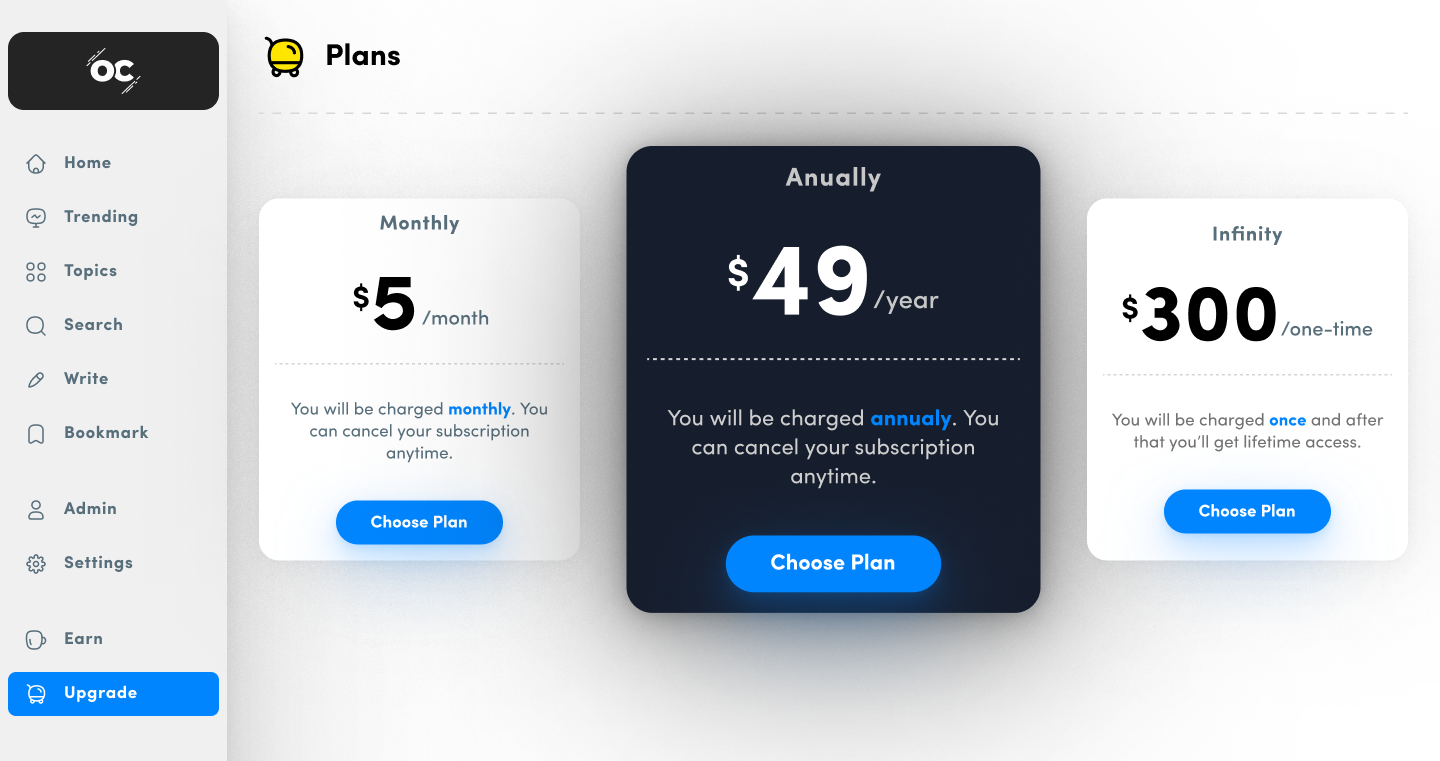 oc
Home
Trending
Topics
Search
Write
Bookmark
Admin
Settings
Earn
Upgrade
Plans
Monthly
$5 /month
You will be charged monthly. You
can cancel your subscription
anytime.
Choose Plan
Anually
$49 /year
You will be charged annualy. You
can cancel your subscription
anytime.
Choose Plan
Infinity
$300 /one-time
You will be charged once and after
that you’ll get lifetime access.
Choose Plan